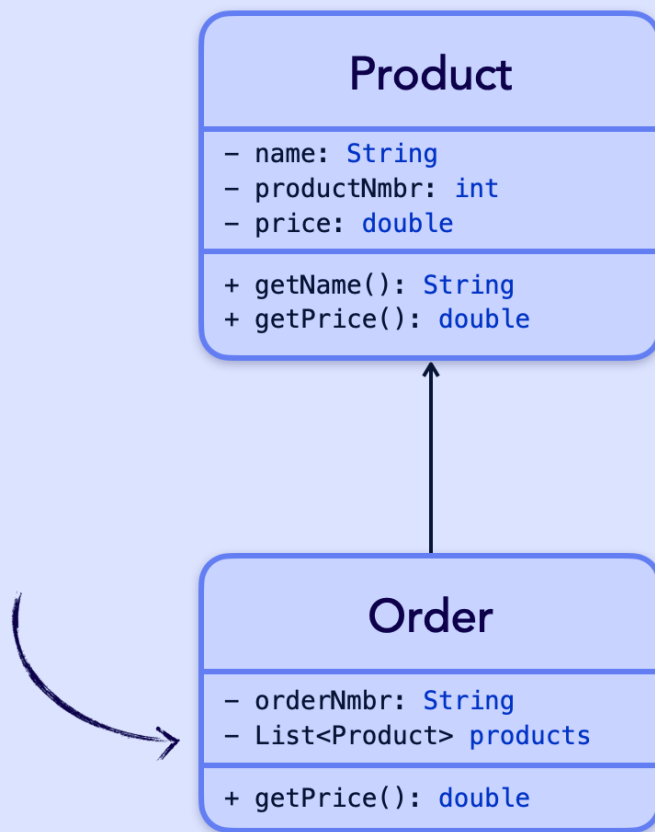 Product
– name: String
– productNmbr: int
– price: double
+ getName(): String
+ getPrice(): double
Order
– orderNmbr: String
– List<Product> products
+ getPrice(): double